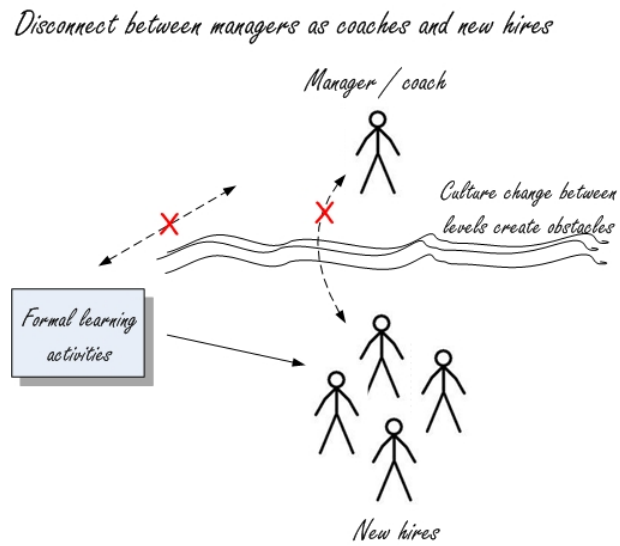 Disconnect between managers as coaches and new hires
Manager / coach
Culture change between
levels create obstacles
Formal learning
activities
New hires